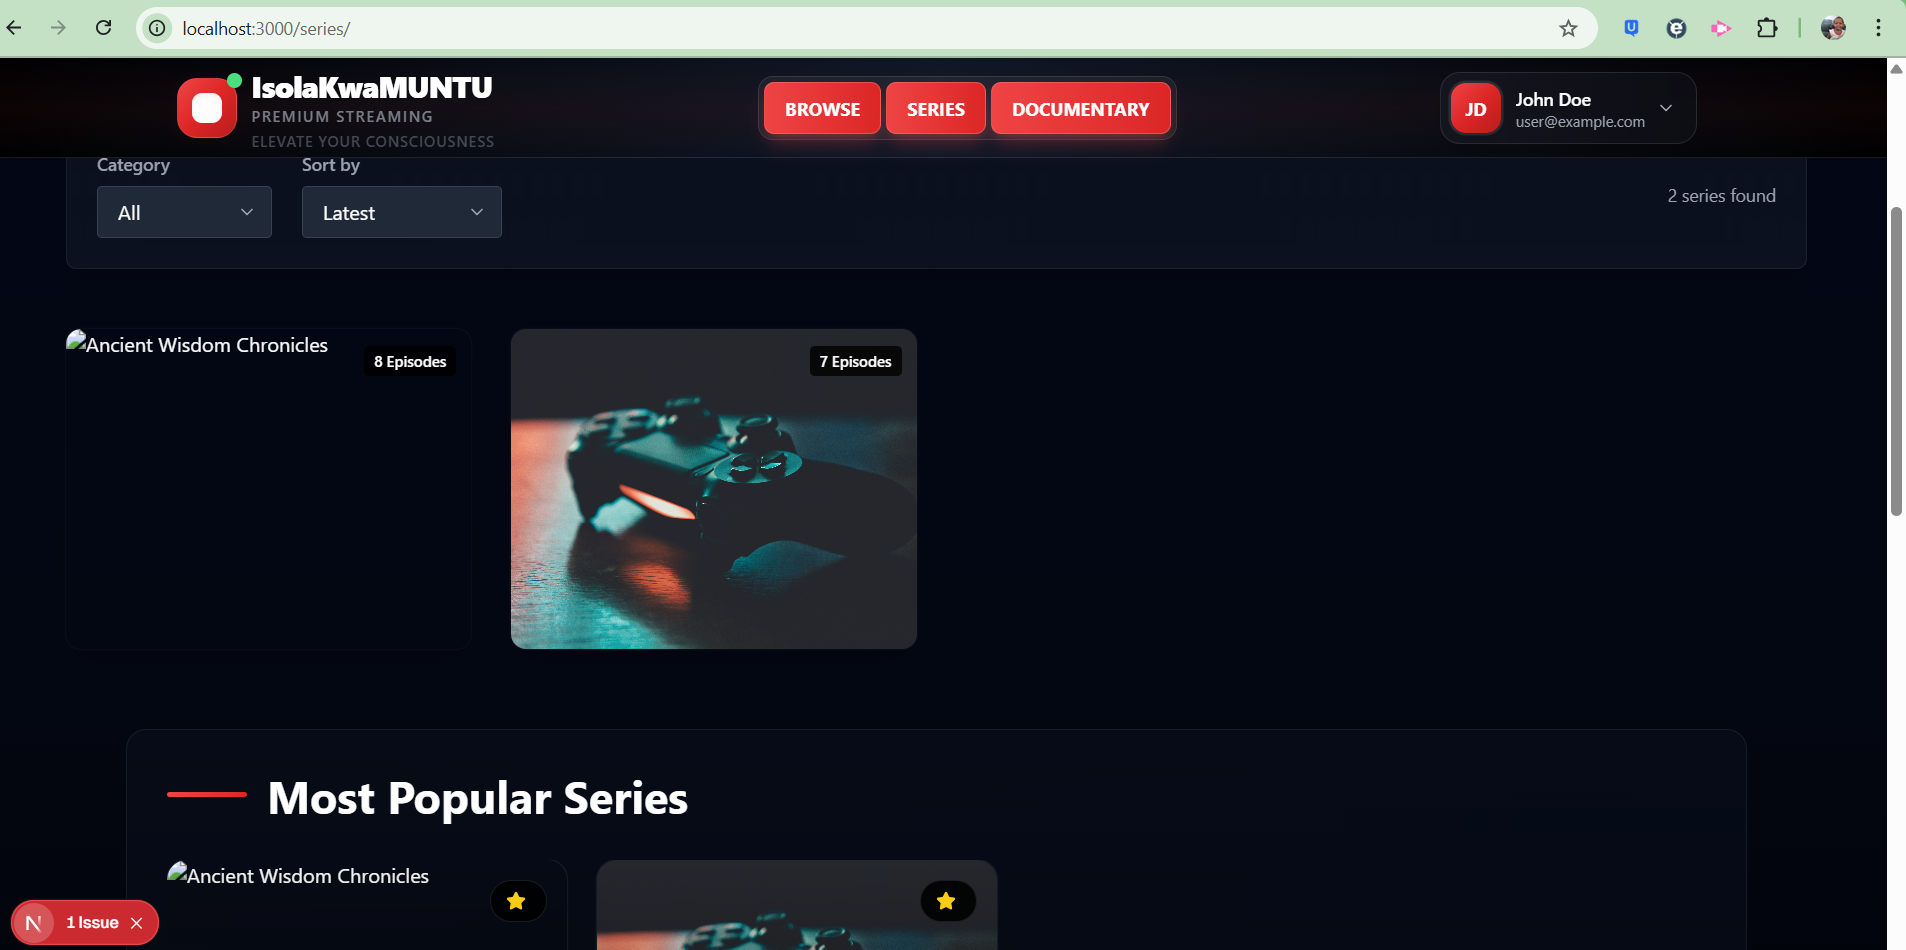 localhost:3000/series/
IsolaKwaMUNTU
PREMIUM STREAMING
ELEVATE YOUR CONSCIOUSNESS
BROWSE
SERIES
DOCUMENTARY
JD
John Doe
user@example.com
Category
Sort by
All
Latest
2 series found
Ancient Wisdom Chronicles
8 Episodes
7 Episodes
Most Popular Series
Ancient Wisdom Chronicles
N
1 Issue